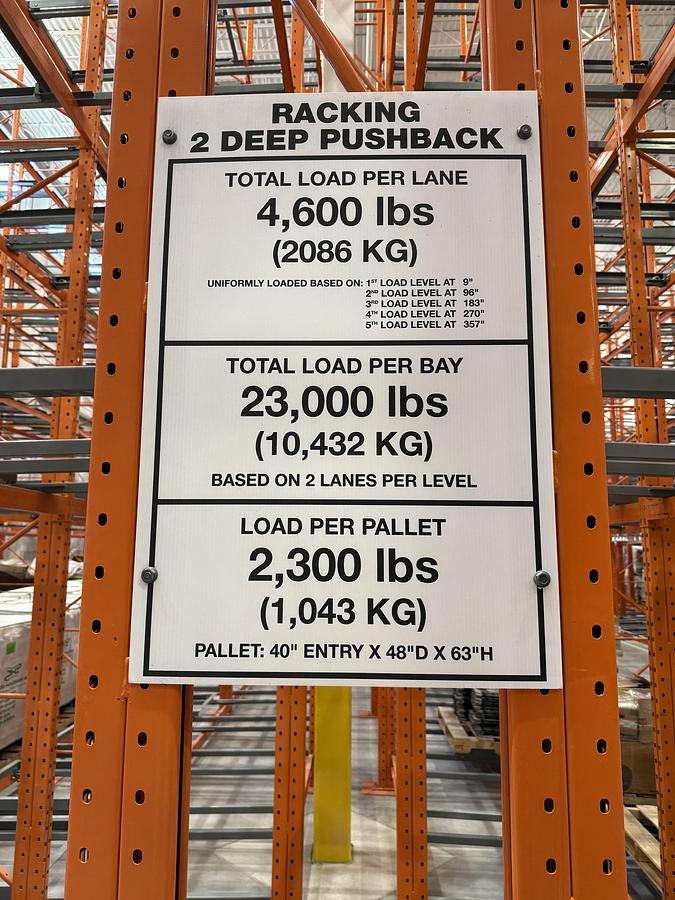 RACKING
2 DEEP PUSHBACK
TOTAL LOAD PER LANE
4,600 lbs
(2086 KG)
UNIFORMLY LOADED BASED ON: 1ST LOAD LEVEL AT 9"
2ND LOAD LEVEL AT 96"
3RD LOAD LEVEL AT 183"
4TH LOAD LEVEL AT 270"
5TH LOAD LEVEL AT 357"
TOTAL LOAD PER BAY
23,000 lbs
(10,432 KG)
BASED ON 2 LANES PER LEVEL
LOAD PER PALLET
2,300 lbs
(1,043 KG)
PALLET: 40" ENTRY X 48"D X 63"H